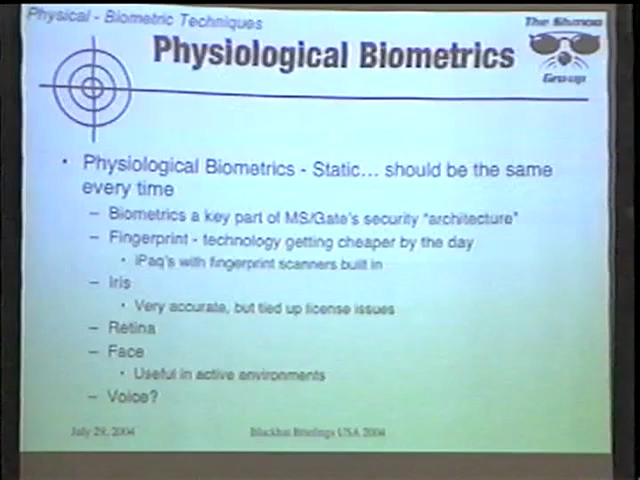 Physical - Biometric Techniques
The Shmoo
Group
Physiological Biometrics
• Physiological Biometrics - Static... should be the same
every time
– Biometrics a key part of MS/Gate's security "architecture"
– Fingerprint - technology getting cheaper by the day
• iPaq's with fingerprint scanners built in
– Iris
• Very accurate, but tied up license issues
– Retina
– Face
• Useful in active environments
– Voice?
July 29, 2004
Blackhat Briefings USA 2004